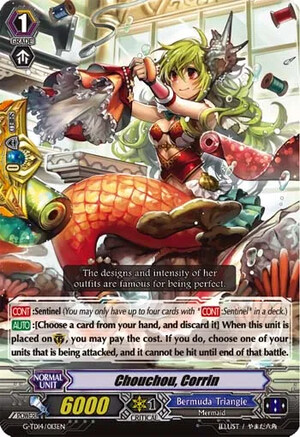 1
GRADE
The designs and intensity of her
outfits are famous for being perfect.
CONT :Sentinel (You may only have up to four cards with "CONT :Sentinel" in a deck.)
AUTO :[Choose a card from your hand, and discard it] When this unit is
placed on GC, you may pay the cost. If you do, choose one of your
units that is being attacked, and it cannot be hit until end of that battle.
NORMAL
UNIT
Chouchou, Corrin
POWER
6000
1
CRITICAL
Bermuda Triangle
Mermaid
G-TD14/013EN
ILLUST / やまだ六角